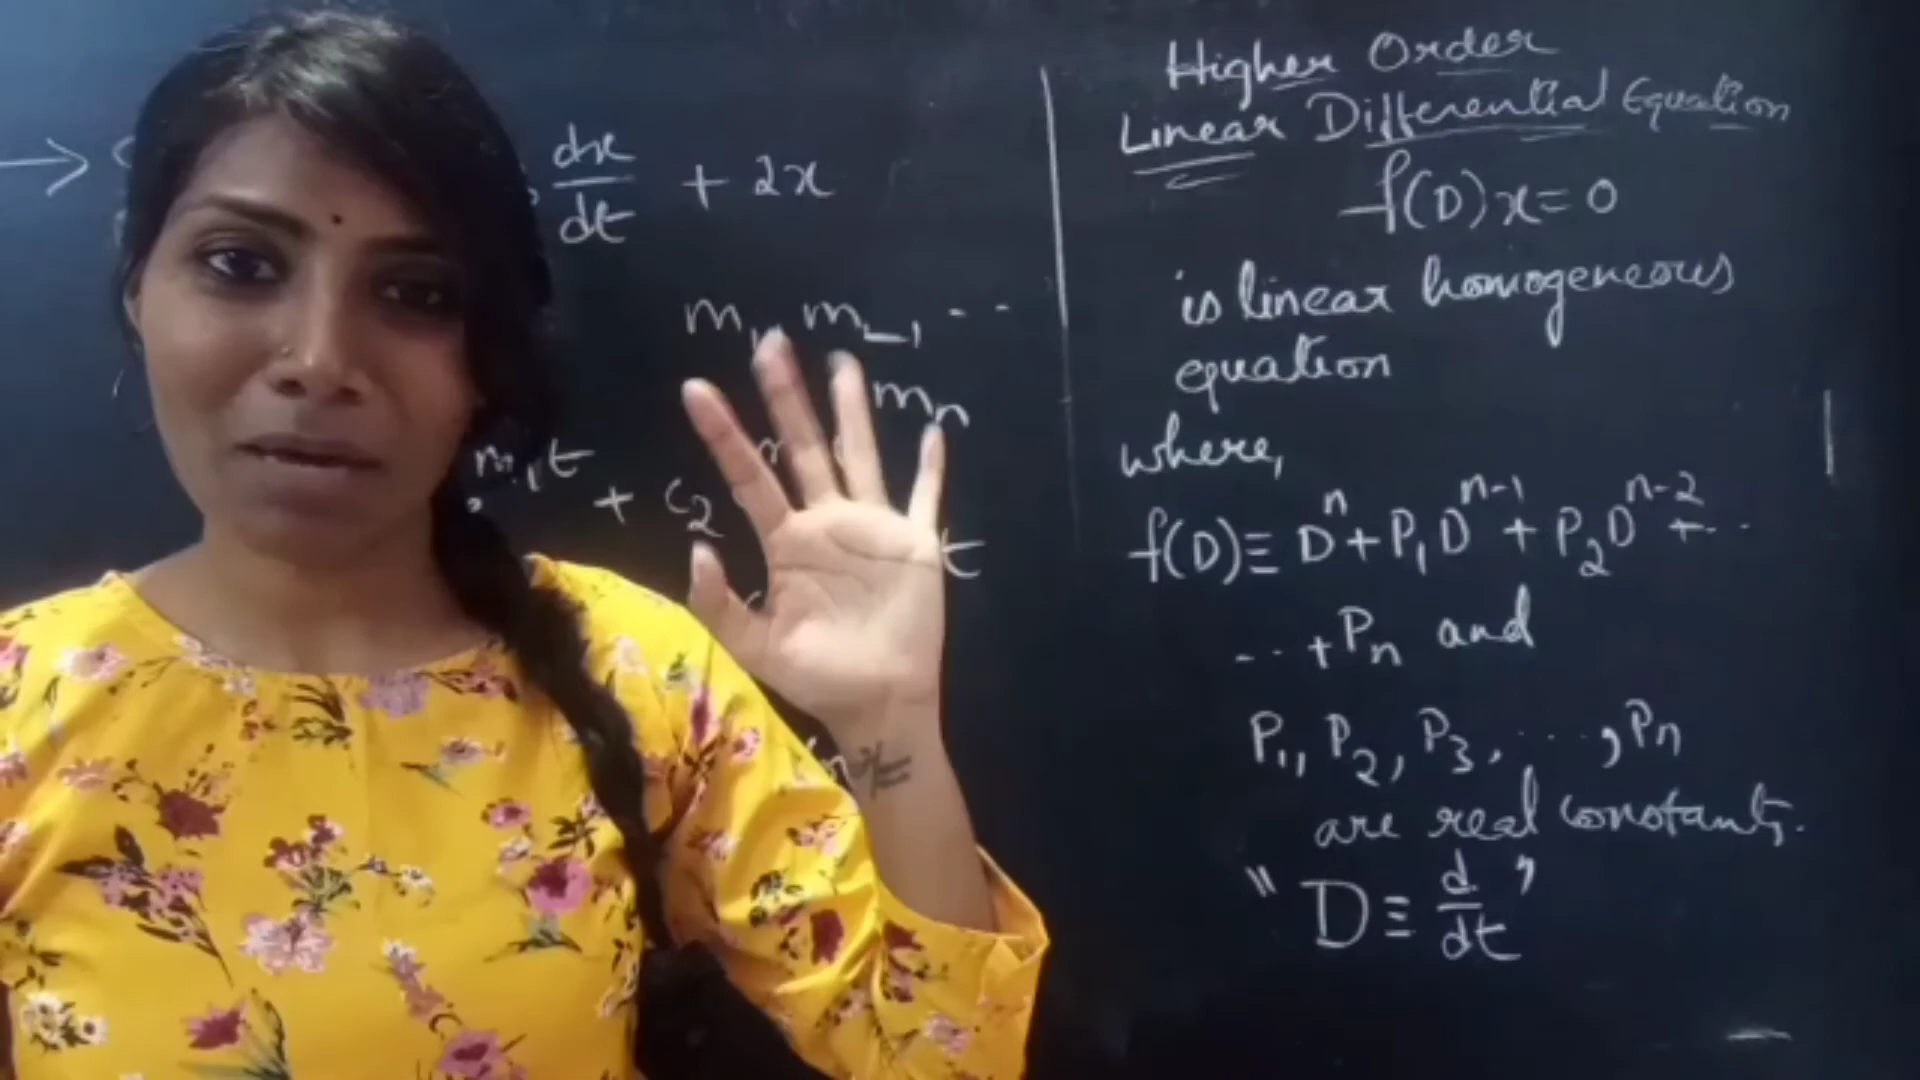 dx/dt + 2x
m₁, m₋₁ ...
mₙ
m₁t + c₂
t
Higher Order
Linear Differential Equation
f(D)x=0
is linear homogeneous
equation
where,
f(D)≡ Dⁿ+P₁Dⁿ⁻¹+P₂Dⁿ⁻²+...
...+Pₙ and
P₁, P₂, P₃, ....., Pₙ
are real constants.
"D≡d/dt"